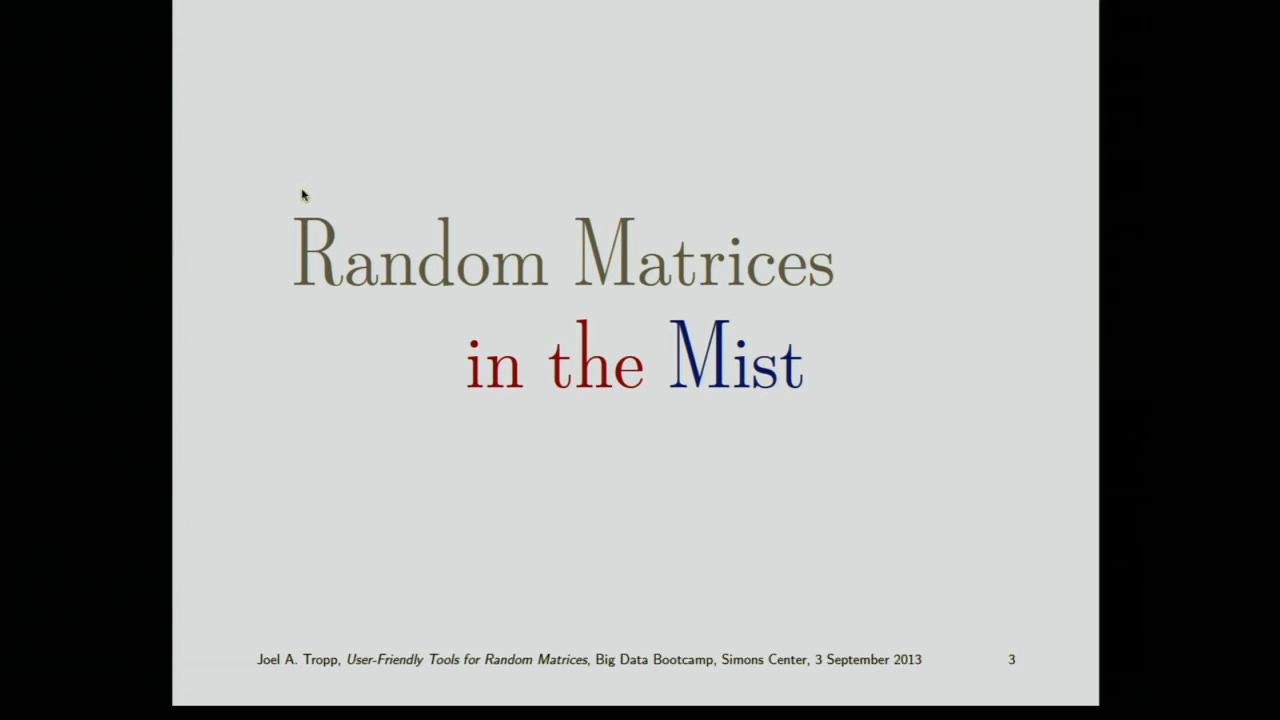 Random Matrices
in the Mist
Joel A. Tropp, User-Friendly Tools for Random Matrices, Big Data Bootcamp, Simons Center, 3 September 2013 3